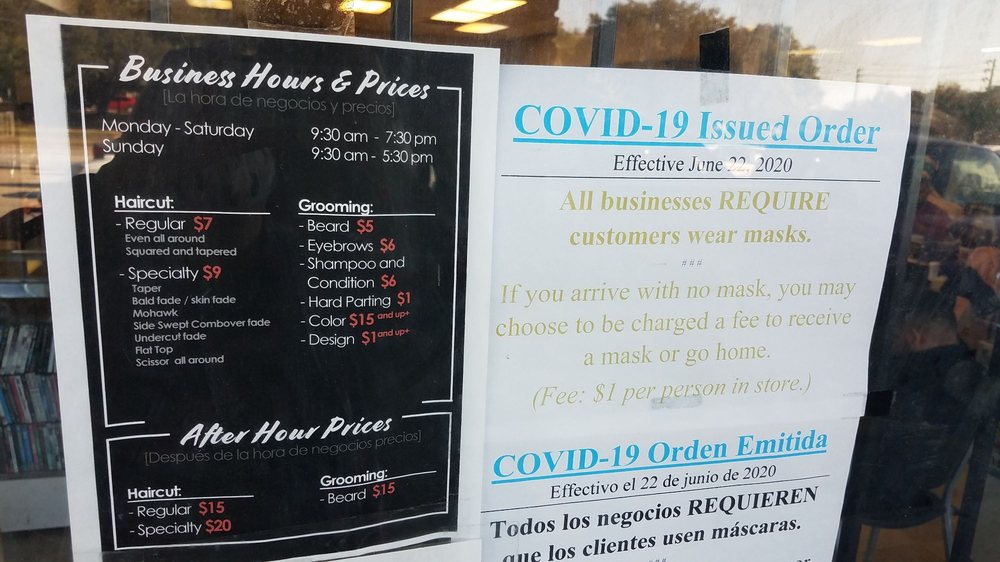 Business Hours & Prices
[La hora de negocios y precios]
Monday - Saturday 9:30 am - 7:30 pm
Sunday 9:30 am - 5:30 pm
Haircut:
- Regular $7
Even all around
Squared and tapered
- Specialty $9
Taper
Bald fade / skin fade
Mohawk
Side Swept Combover fade
Undercut fade
Flat Top
Scissor all around
Grooming:
- Beard $5
- Eyebrows $6
- Shampoo and
Condition $6
- Hard Parting $1
- Color $15 and up+
- Design $1 and up+
After Hour Prices
[Después de la hora de negocios precios]
Haircut:
- Regular $15
- Specialty $20
Grooming:
- Beard $15
COVID-19 Issued Order
Effective June 22, 2020
All businesses REQUIRE
customers wear masks.
###
If you arrive with no mask, you may
choose to be charged a fee to receive
a mask or go home.
(Fee: $1 per person in store.)
COVID-19 Orden Emitida
Effectivo el 22 de junio de 2020
Todos los negocios REQUIEREN
que los clientes usen máscaras.